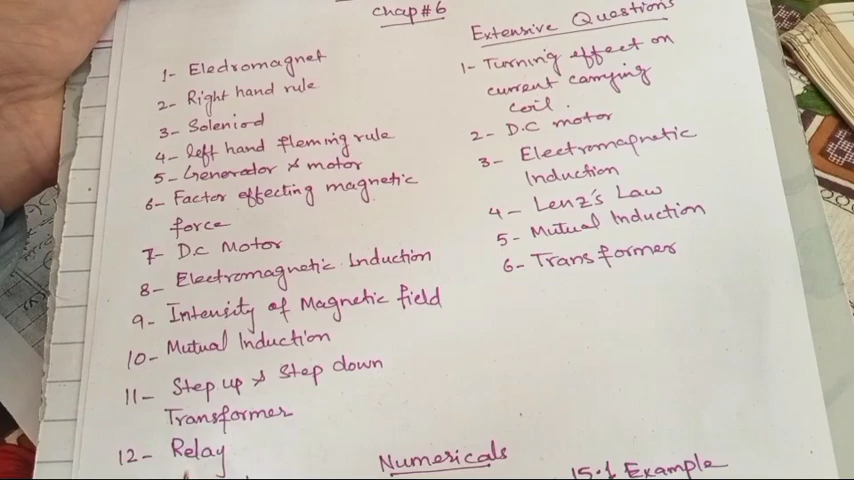 Chap#6
1- Electromagnet
2- Right hand rule
3- Soleniod
4- left hand fleming rule
5- Generator & motor
6- Factor effecting magnetic
force
7- D.C Motor
8- Electromagnetic Induction
9- Intensity of Magnetic field
10- Mutual Induction
11- Step up & Step down
Transformer
12- Relay
Extensive Questions
1- Turning effect on
current carrying
coil.
2- D.C motor
3- Electromagnetic
Induction
4- Lenz's Law
5- Mutual Induction
6- Transformer
Numericals
15.1 Example